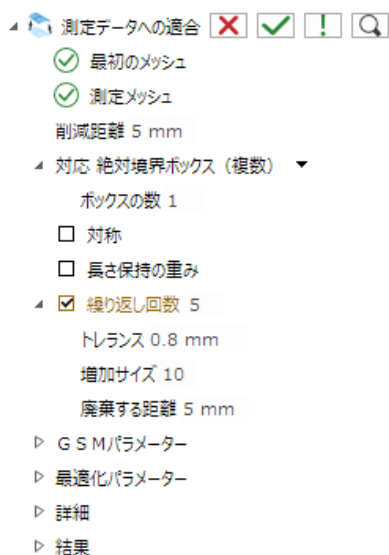 測定データへの適合
最初のメッシュ
測定メッシュ
削減距離 5 mm
対応 絶対境界ボックス（複数）
ボックスの数 1
対称
長さ保持の重み
繰り返し回数 5
トレランス 0.8 mm
増加サイズ 10
廃棄する距離 5 mm
ＧＳＭパラメーター
最適化パラメーター
詳細
結果